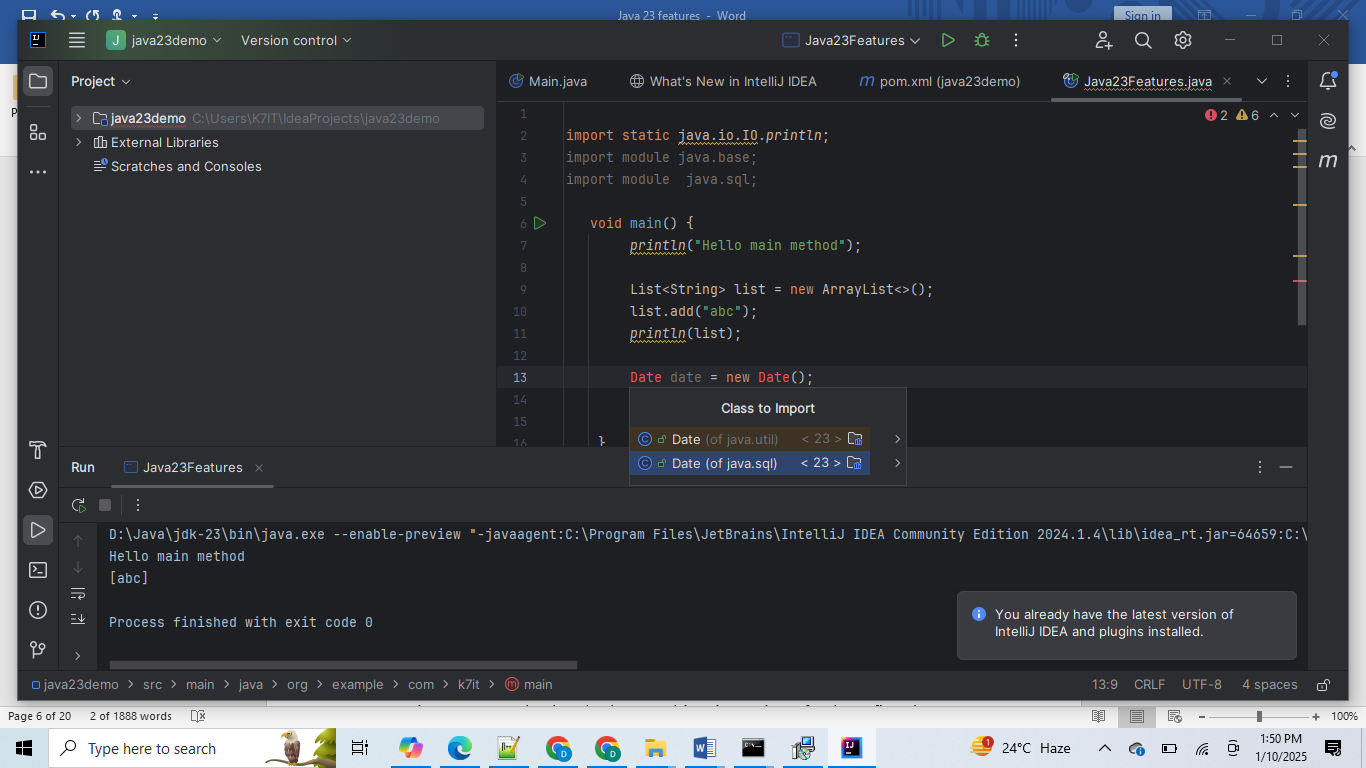 Java 23 features - Word
Sign in
java23demo
Version control
Java23Features
Project
Main.java
What's New in IntelliJ IDEA
pom.xml (java23demo)
Java23Features.java
java23demo C:\Users\K7IT\IdeaProjects\java23demo
External Libraries
Scratches and Consoles
2 6
1
2 import static java.io.IO.println;
3 import module java.base;
4 import module java.sql;
5
6 void main() {
7 println("Hello main method");
8
9 List<String> list = new ArrayList<>();
10 list.add("abc");
11 println(list);
12
13 Date date = new Date();
14
15
16 }
Class to Import
Date (of java.util) < 23 >
Date (of java.sql) < 23 >
Run
Java23Features
D:\Java\jdk-23\bin\java.exe --enable-preview "-javaagent:C:\Program Files\JetBrains\IntelliJ IDEA Community Edition 2024.1.4\lib\idea_rt.jar=64659:C:\
Hello main method
[abc]
Process finished with exit code 0
You already have the latest version of
IntelliJ IDEA and plugins installed.
java23demo > src > main > java > org > example > com > k7it > main
13:9 CRLF UTF-8 4 spaces
Page 6 of 20 2 of 1888 words
100%
Type here to search
24°C Haze
1:50 PM
1/10/2025